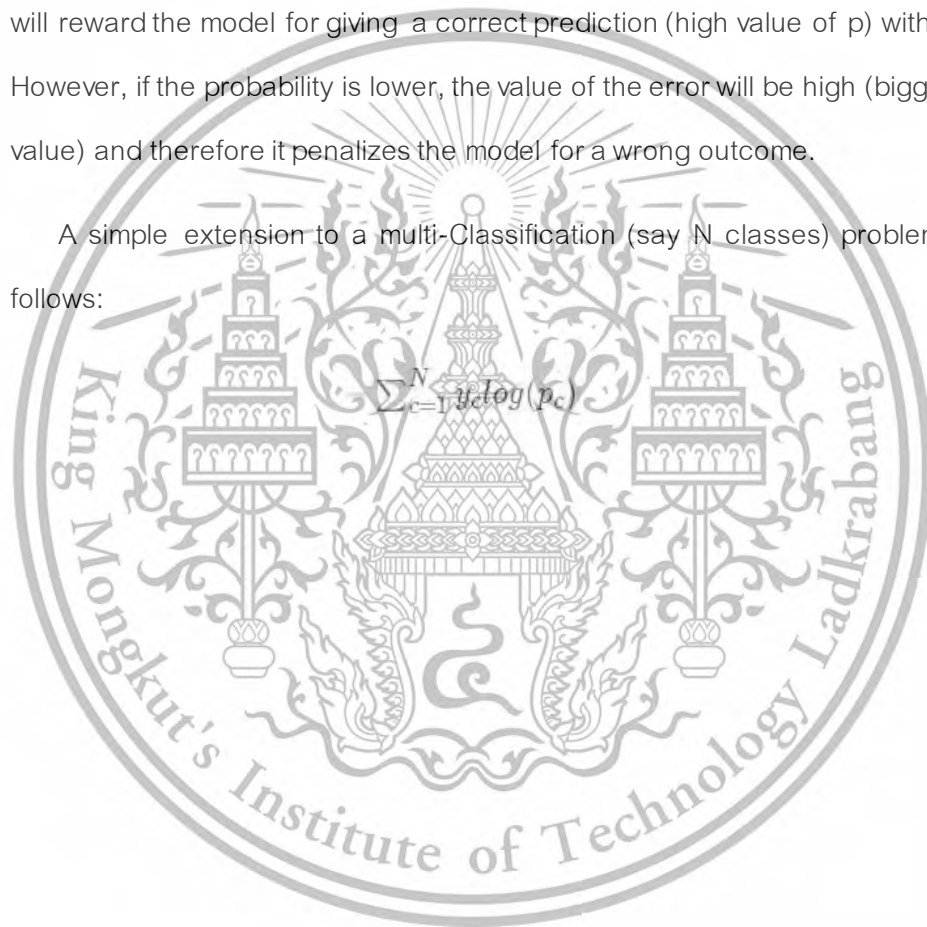 will reward the model for giving a correct prediction (high value of p) with
However, if the probability is lower, the value of the error will be high (bigg
value) and therefore it penalizes the model for a wrong outcome.
A simple extension to a multi-Classification (say N classes) problem
follows:
- ∑_{c=1}^{N} y_c log(p_c)
King Mongkut's Institute of Technology Ladkrabang